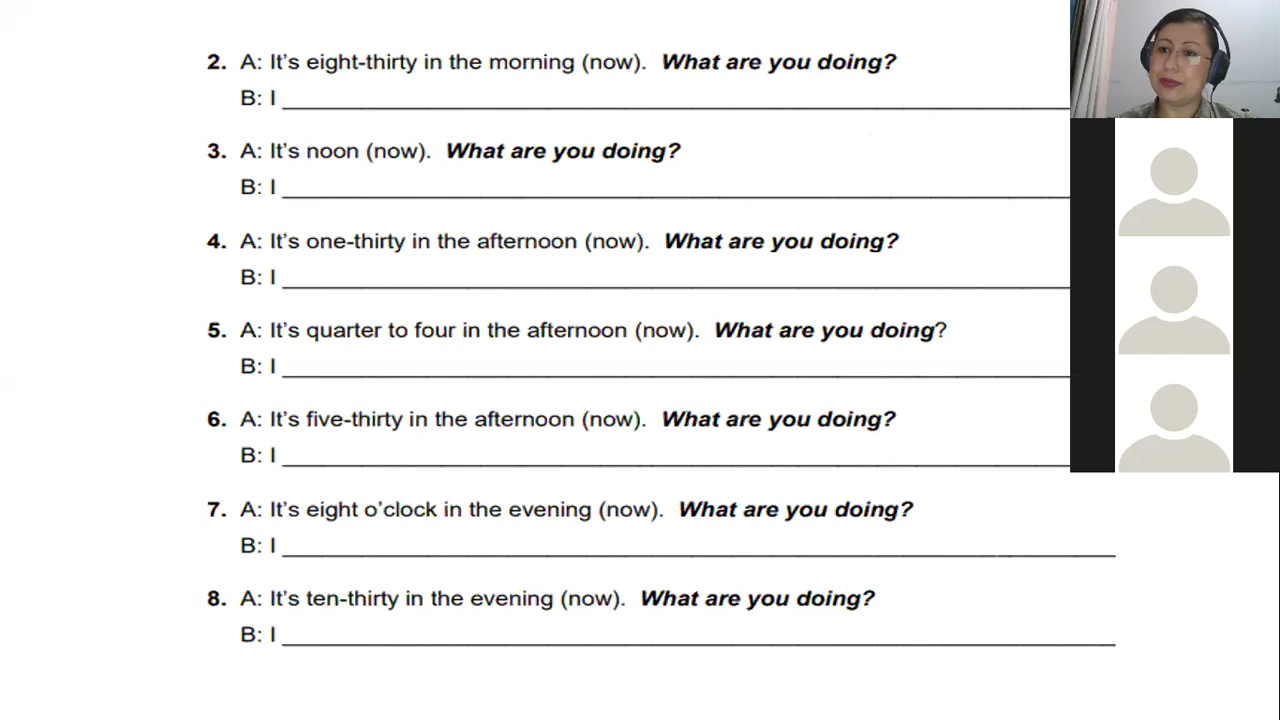 2. A: It's eight-thirty in the morning (now). What are you doing?
B: I
3. A: It's noon (now). What are you doing?
B: I
4. A: It's one-thirty in the afternoon (now). What are you doing?
B: I
5. A: It's quarter to four in the afternoon (now). What are you doing?
B: I
6. A: It's five-thirty in the afternoon (now). What are you doing?
B: I
7. A: It's eight o'clock in the evening (now). What are you doing?
B: I
8. A: It's ten-thirty in the evening (now). What are you doing?
B: I